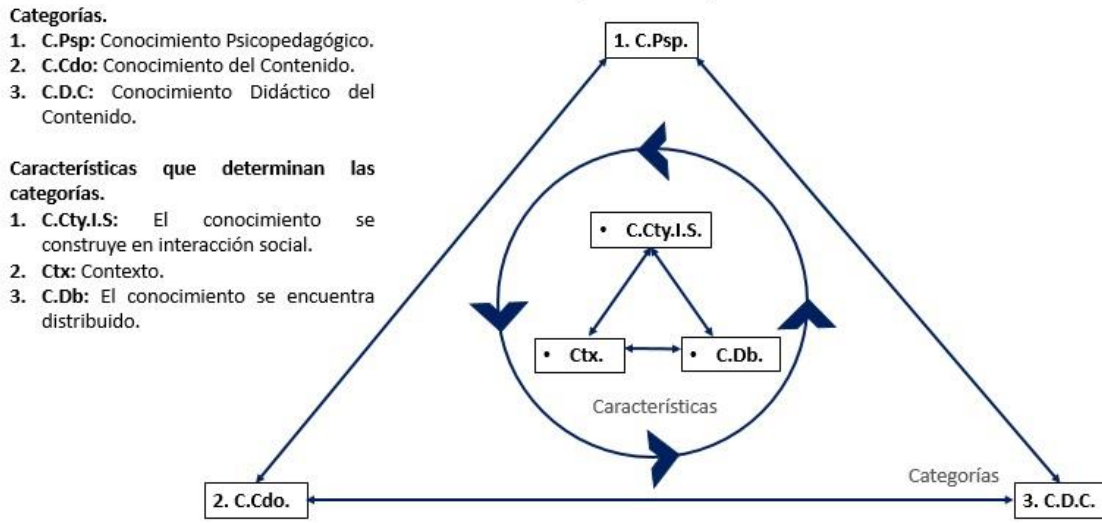 Categorías.
1. C.Psp: Conocimiento Psicopedagógico.
2. C.Cdo: Conocimiento del Contenido.
3. C.D.C: Conocimiento Didáctico del
Contenido.
Características que determinan las
categorías.
1. C.Cty.I.S: El conocimiento se
construye en interacción social.
2. Ctx: Contexto.
3. C.Db: El conocimiento se encuentra
distribuido.
1. C.Psp.
• C.Cty.I.S.
• Ctx.
• C.Db.
Características
Categorías
2. C.Cdo.
3. C.D.C.